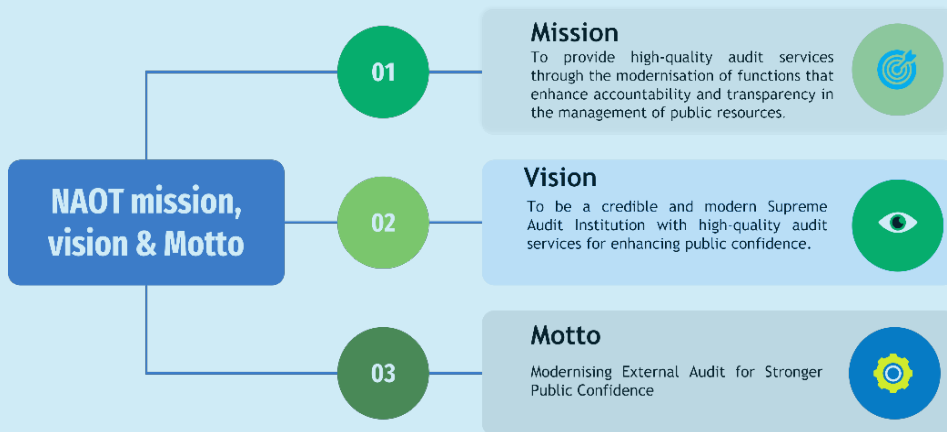 NAOT mission,
vision & Motto
01
Mission
To provide high-quality audit services
through the modernisation of functions that
enhance accountability and transparency in
the management of public resources.
02
Vision
To be a credible and modern Supreme
Audit Institution with high-quality audit
services for enhancing public confidence.
03
Motto
Modernising External Audit for Stronger
Public Confidence